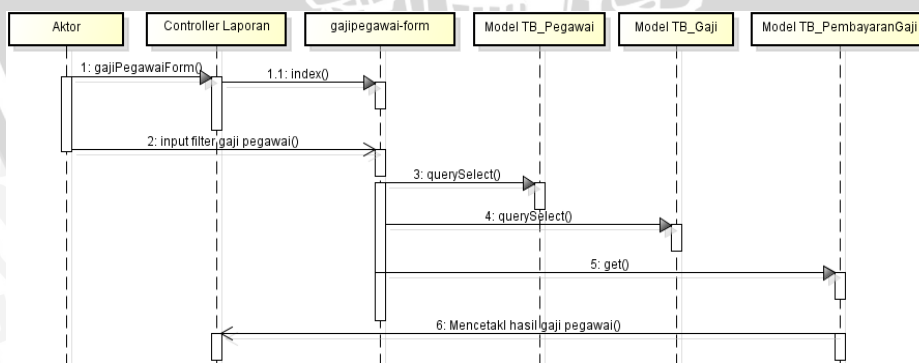 Aktor
Controller Laporan
gajipegawai-form
Model TB_Pegawai
Model TB_Gaji
Model TB_PembayaranGaji
1: gajiPegawaiForm()
1.1: index()
2: input filter gaji pegawai()
3: querySelect()
4: querySelect()
5: get()
6: Mencetakl hasil gaji pegawai()